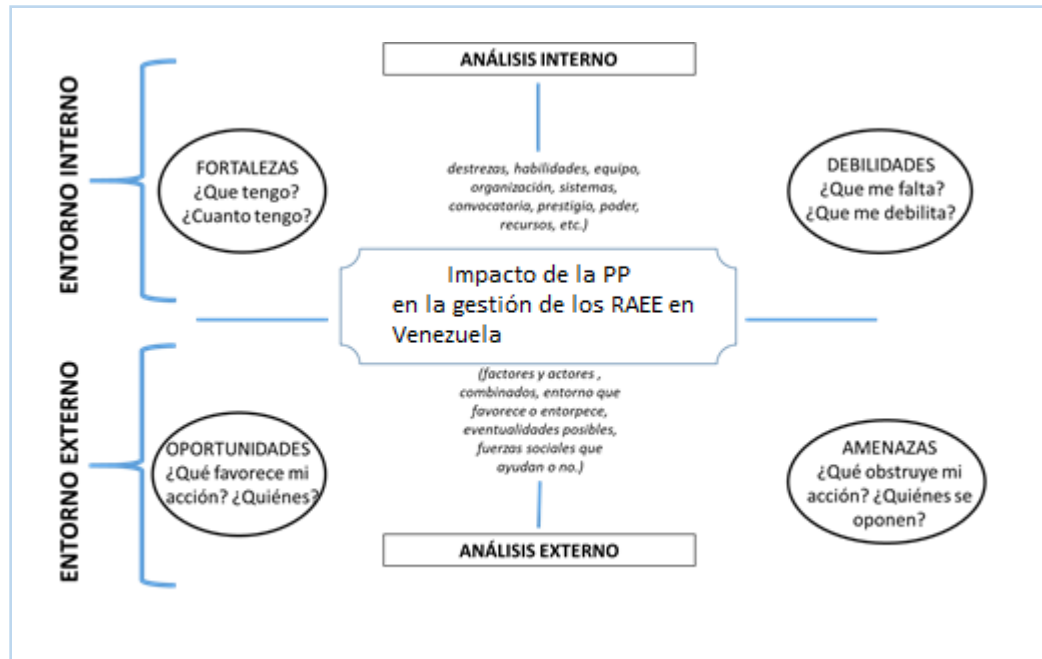 ENTORNO INTERNO
ANÁLISIS INTERNO
FORTALEZAS
¿Que tengo?
¿Cuanto tengo?
destrezas, habilidades, equipo,
organización, sistemas,
convocatoria, prestigio, poder,
recursos, etc.)
DEBILIDADES
¿Que me falta?
¿Que me debilita?
Impacto de la PP
en la gestión de los RAEE en
Venezuela
ENTORNO EXTERNO
OPORTUNIDADES
¿Qué favorece mi
acción? ¿Quiénes?
(factores y actores ,
combinados, entorno que
favorece o entorpece,
eventualidades posibles,
fuerzas sociales que
ayudan o no.)
AMENAZAS
¿Qué obstruye mi
acción? ¿Quiénes se
oponen?
ANÁLISIS EXTERNO